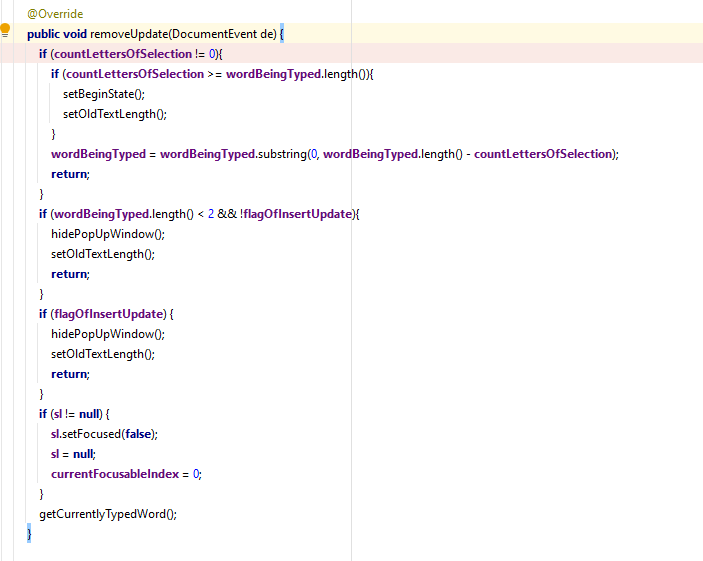 @Override
public void removeUpdate(DocumentEvent de) {
if (countLettersOfSelection != 0){
if (countLettersOfSelection >= wordBeingTyped.length()){
setBeginState();
setOldTextLength();
}
wordBeingTyped = wordBeingTyped.substring(0, wordBeingTyped.length() - countLettersOfSelection);
return;
}
if (wordBeingTyped.length() < 2 && !flagOfInsertUpdate){
hidePopUpWindow();
setOldTextLength();
return;
}
if (flagOfInsertUpdate) {
hidePopUpWindow();
setOldTextLength();
return;
}
if (sl != null) {
sl.setFocused(false);
sl = null;
currentFocusableIndex = 0;
}
getCurrentlyTypedWord();
}